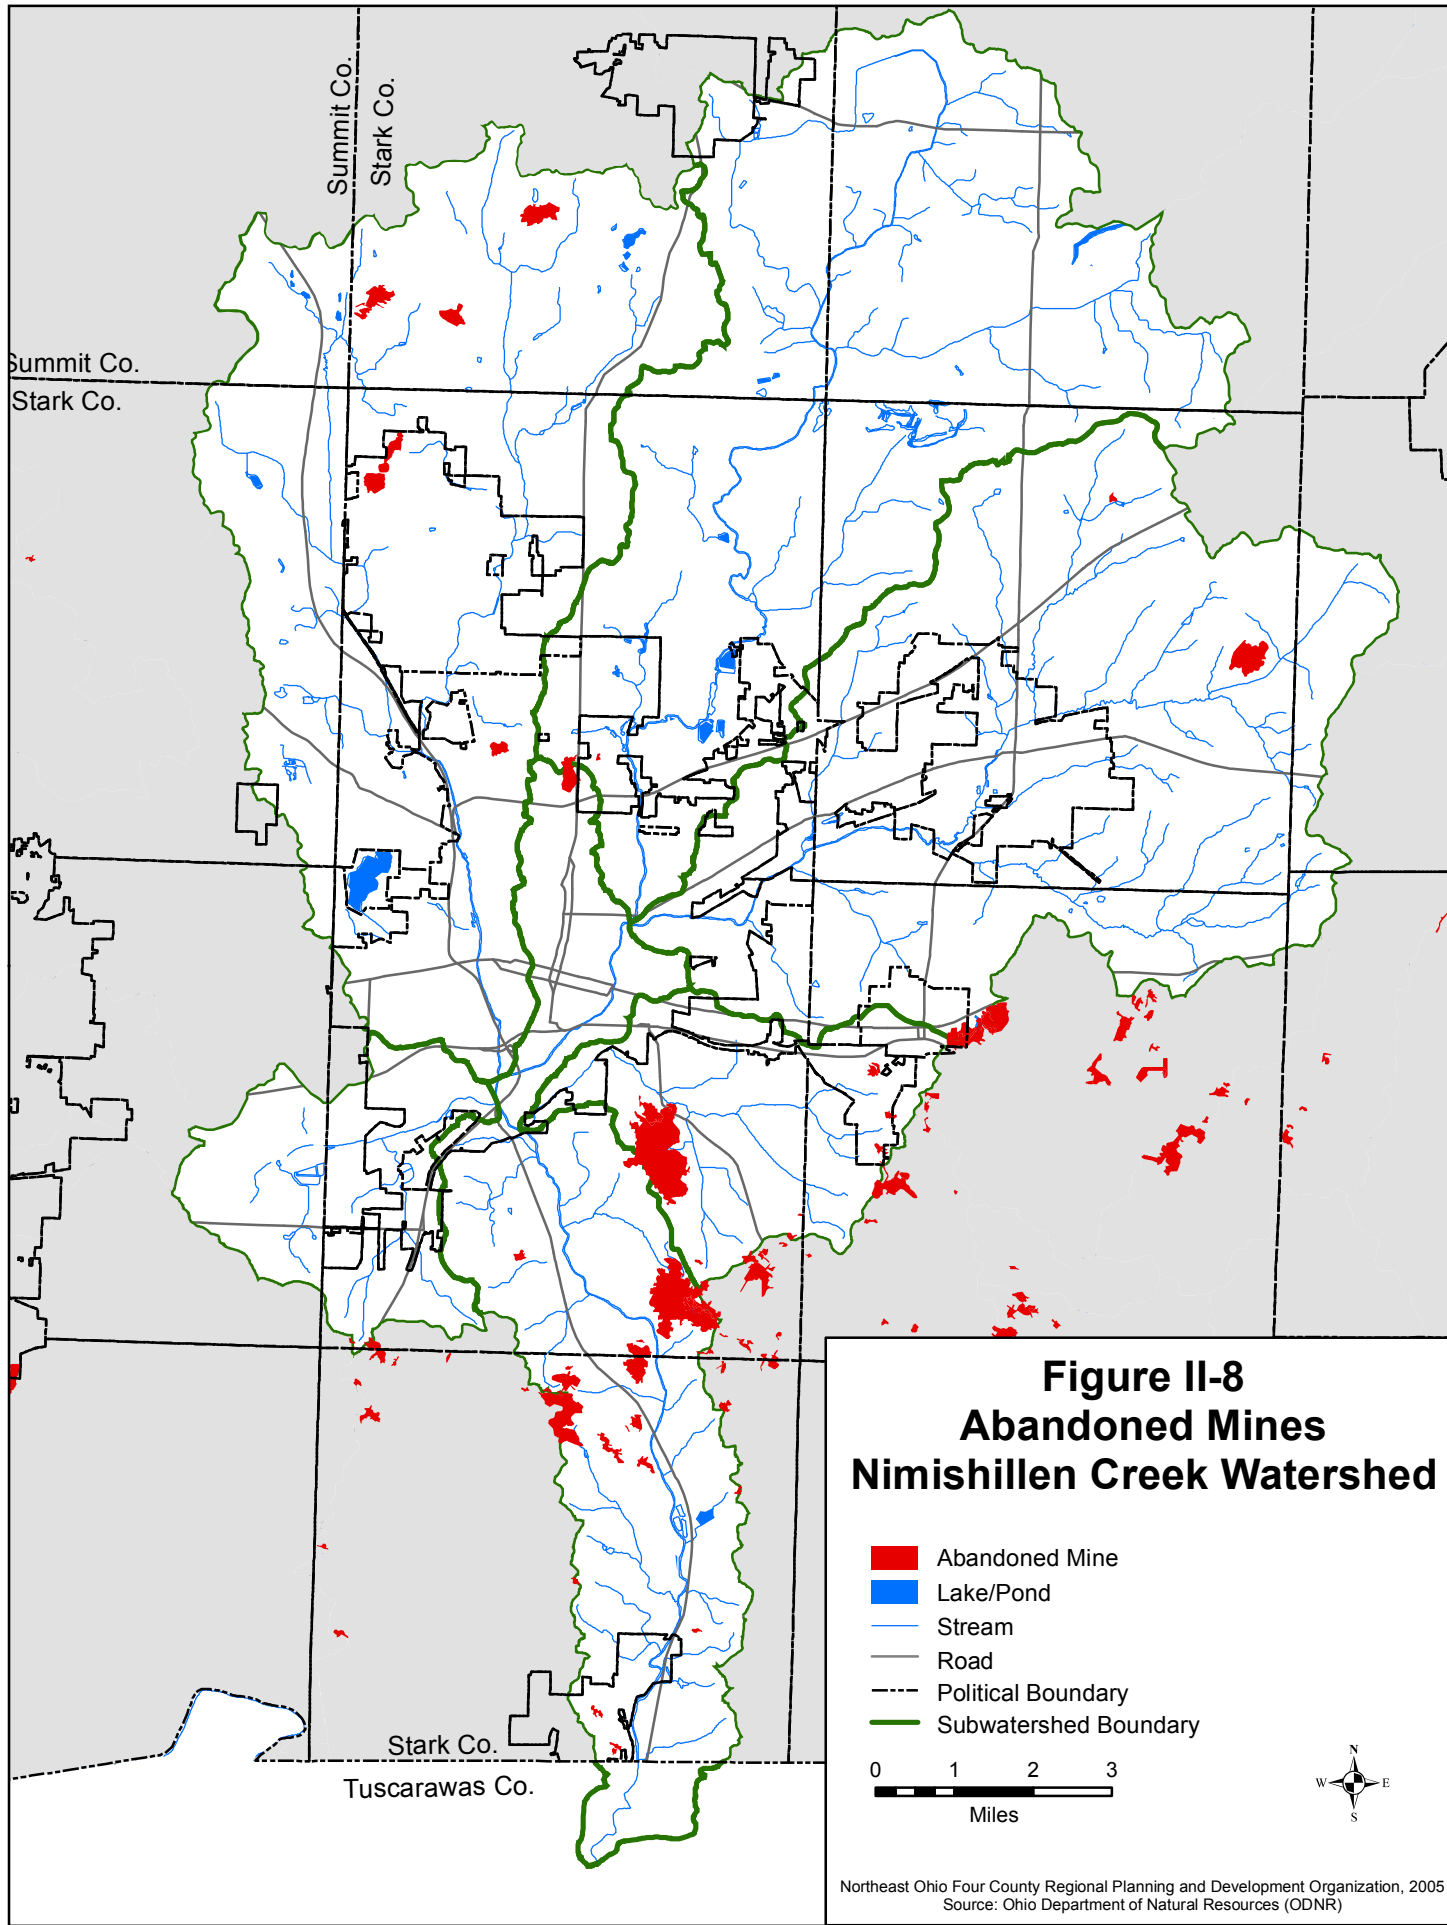 Summit Co.
Stark Co.
Summit Co.
Stark Co.
Stark Co.
Tuscarawas Co.
Figure II-8
Abandoned Mines
Nimishillen Creek Watershed
Abandoned Mine
Lake/Pond
Stream
Road
Political Boundary
Subwatershed Boundary
0 1 2 3
Miles
N
W E
S
Northeast Ohio Four County Regional Planning and Development Organization, 2005
Source: Ohio Department of Natural Resources (ODNR)